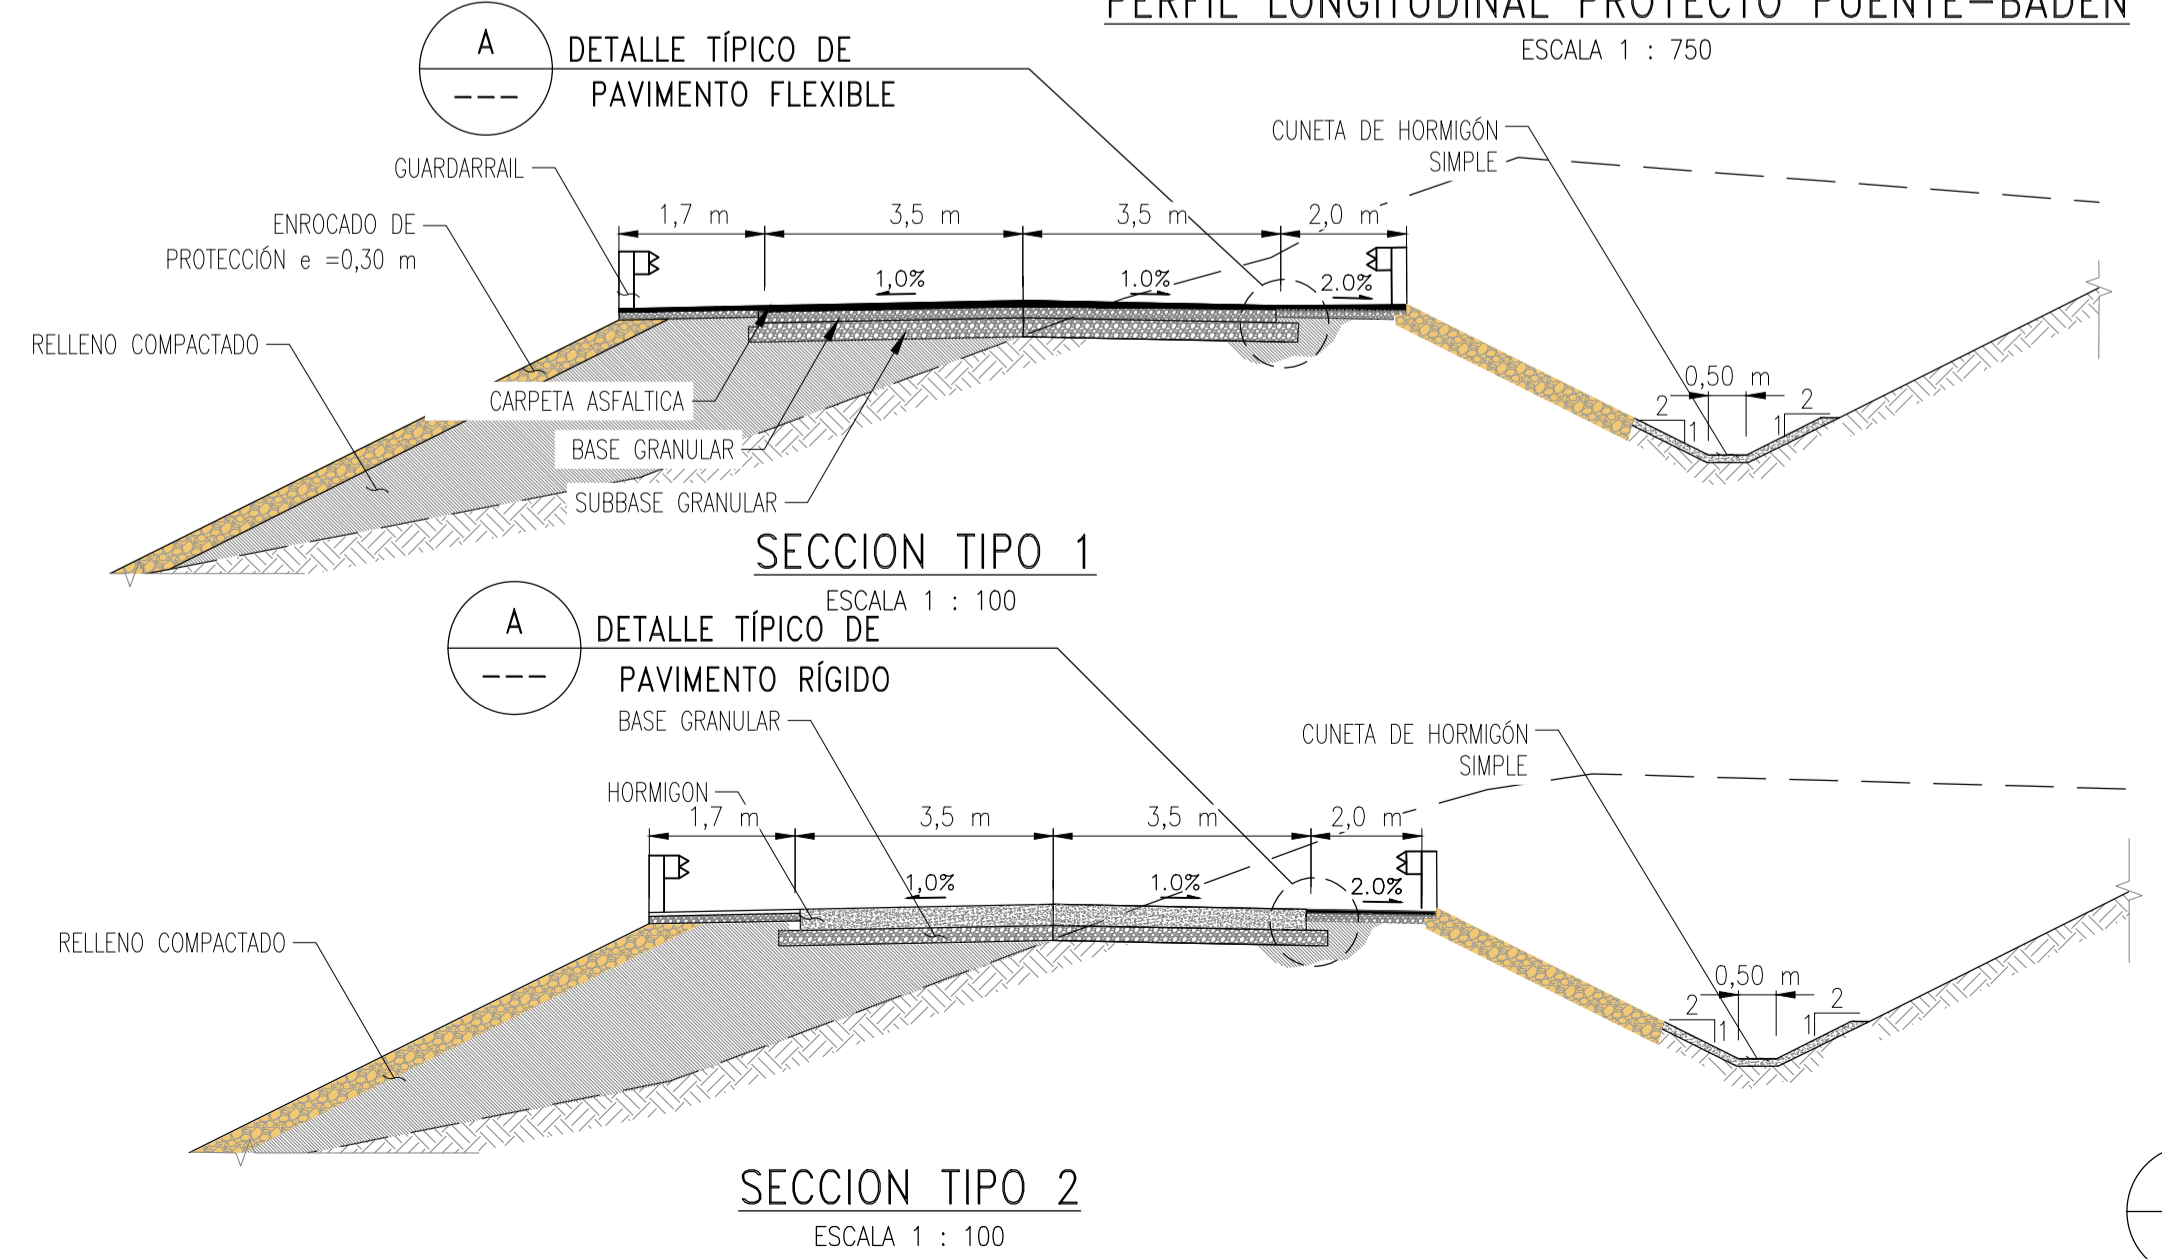 PERFIL LONGITUDINAL PROYECTO PUENTE-BADEN
ESCALA 1 : 750
A
---
DETALLE TÍPICO DE
PAVIMENTO FLEXIBLE
CUNETA DE HORMIGÓN
SIMPLE
GUARDARRAIL
ENROCADO DE
PROTECCIÓN e =0,30 m
1,7 m
3,5 m
3,5 m
2,0 m
1,0%
1.0%
2.0%
RELLENO COMPACTADO
CARPETA ASFALTICA
BASE GRANULAR
SUBBASE GRANULAR
0,50 m
2
1
2
1
SECCION TIPO 1
ESCALA 1 : 100
A
---
DETALLE TÍPICO DE
PAVIMENTO RÍGIDO
BASE GRANULAR
CUNETA DE HORMIGÓN
SIMPLE
HORMIGON
1,7 m
3,5 m
3,5 m
2,0 m
1,0%
1.0%
2.0%
RELLENO COMPACTADO
0,50 m
2
1
2
1
SECCION TIPO 2
ESCALA 1 : 100